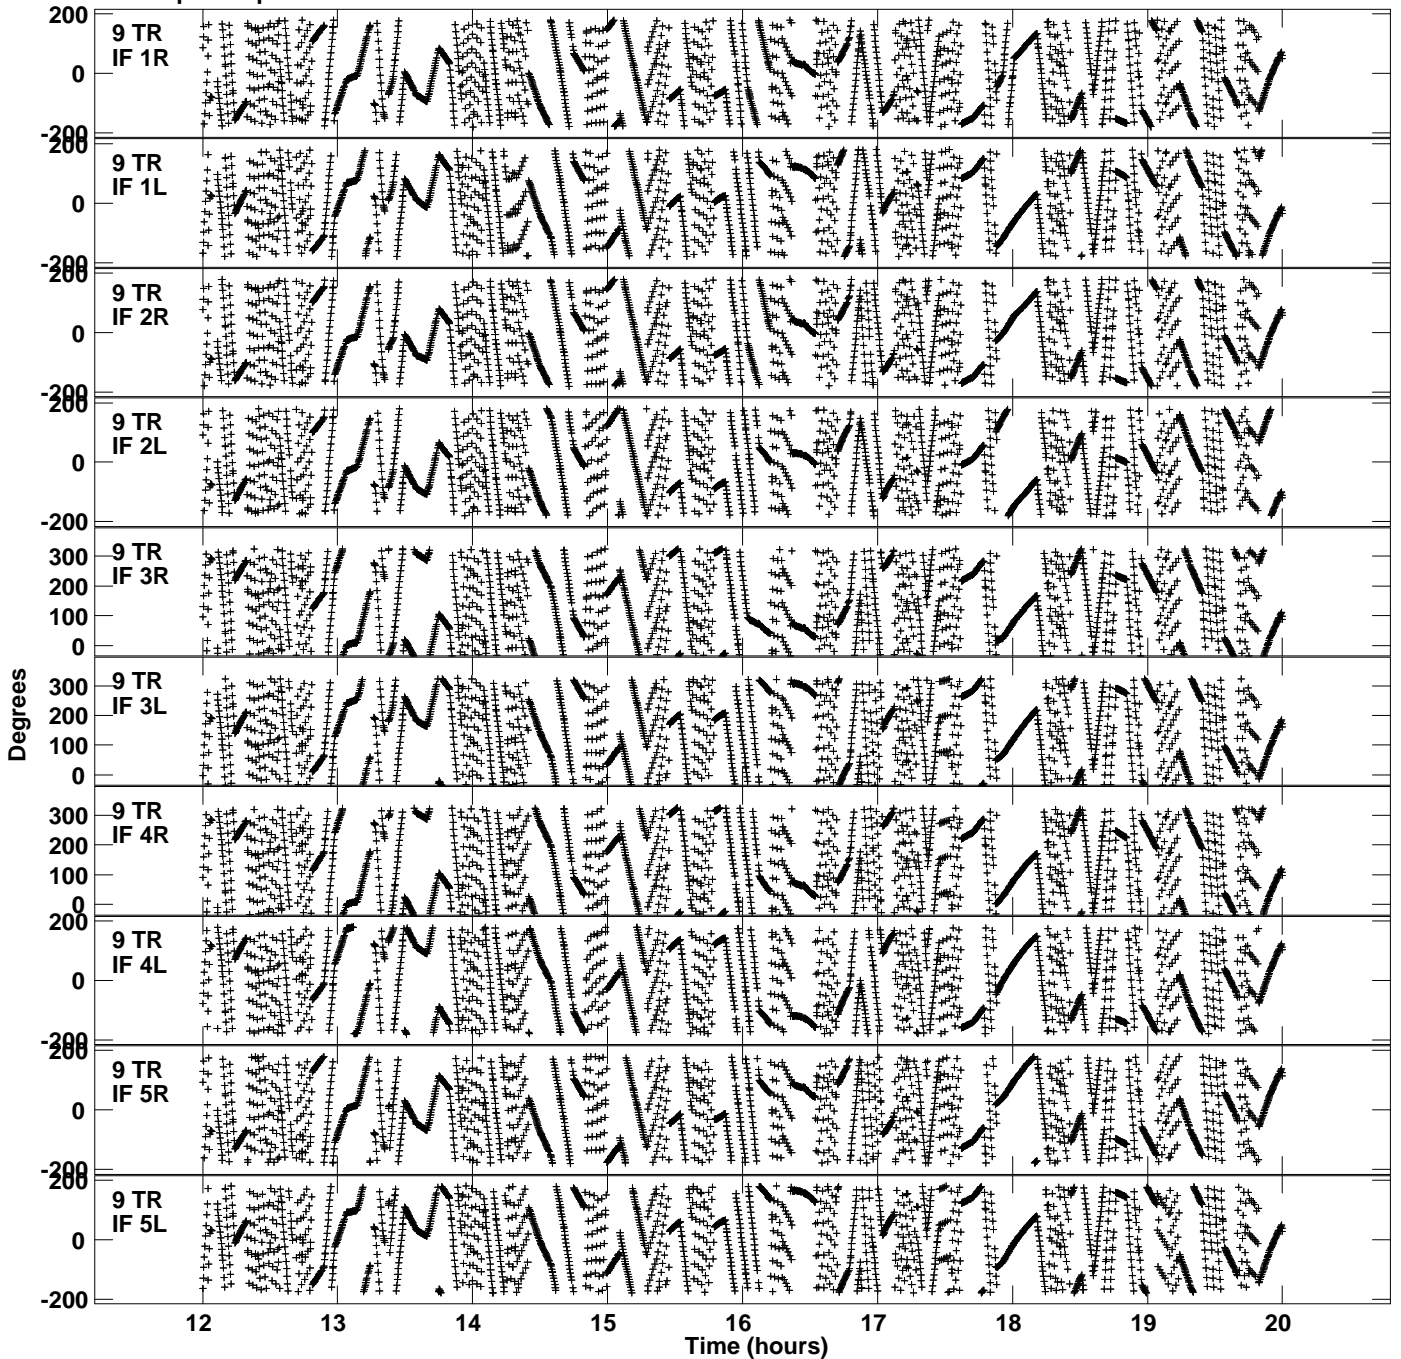 200
9 TR
IF 1R
0
-200
200
9 TR
IF 1L
0
-200
200
9 TR
IF 2R
0
-200
200
9 TR
IF 2L
0
-200
9 TR
IF 3R
300
200
100
0
9 TR
IF 3L
300
200
100
0
9 TR
IF 4R
300
200
100
0
200
9 TR
IF 4L
0
-200
200
9 TR
IF 5R
0
-200
200
9 TR
IF 5L
0
-200
Degrees
12 13 14 15 16 17 18 19 20
Time (hours)